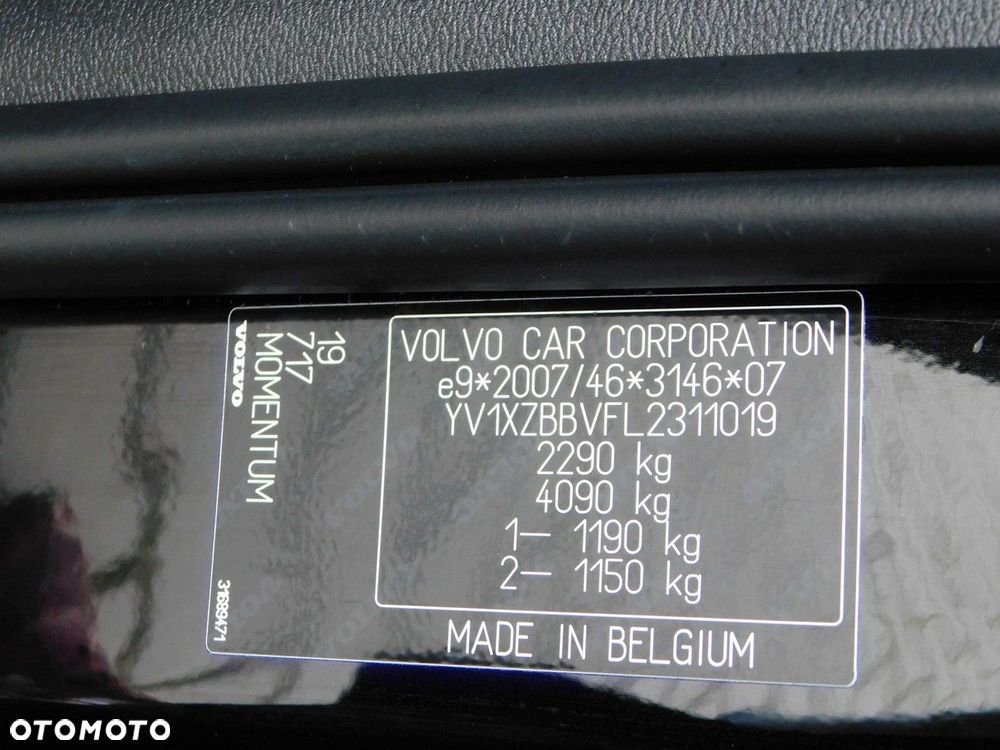 VOLVO CAR CORPORATION
e9*2007/46*3146*07
YV1XZBBVFL2311019
2290 kg
4090 kg
1– 1190 kg
2– 1150 kg
MADE IN BELGIUM
19
717
MOMENTUM
VOLVO
31689471
OTOMOTO